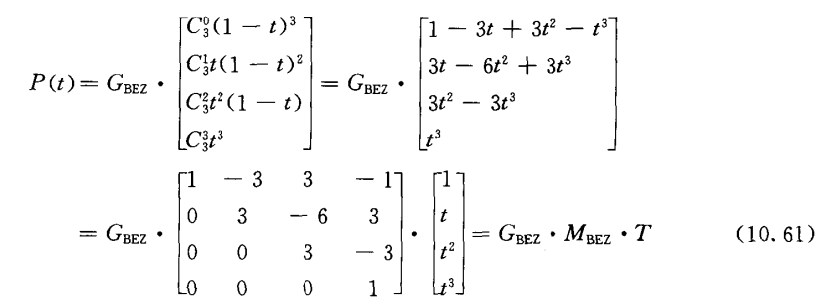 P(t) = G_BEZ · [C_3^0(1 − t)^3; C_3^1 t(1 − t)^2; C_3^2 t^2(1 − t); C_3^3 t^3] = G_BEZ · [1 − 3t + 3t^2 − t^3; 3t − 6t^2 + 3t^3; 3t^2 − 3t^3; t^3]
= G_BEZ · [1 − 3 3 − 1; 0 3 − 6 3; 0 0 3 − 3; 0 0 0 1] · [1; t; t^2; t^3] = G_BEZ · M_BEZ · T (10.61)